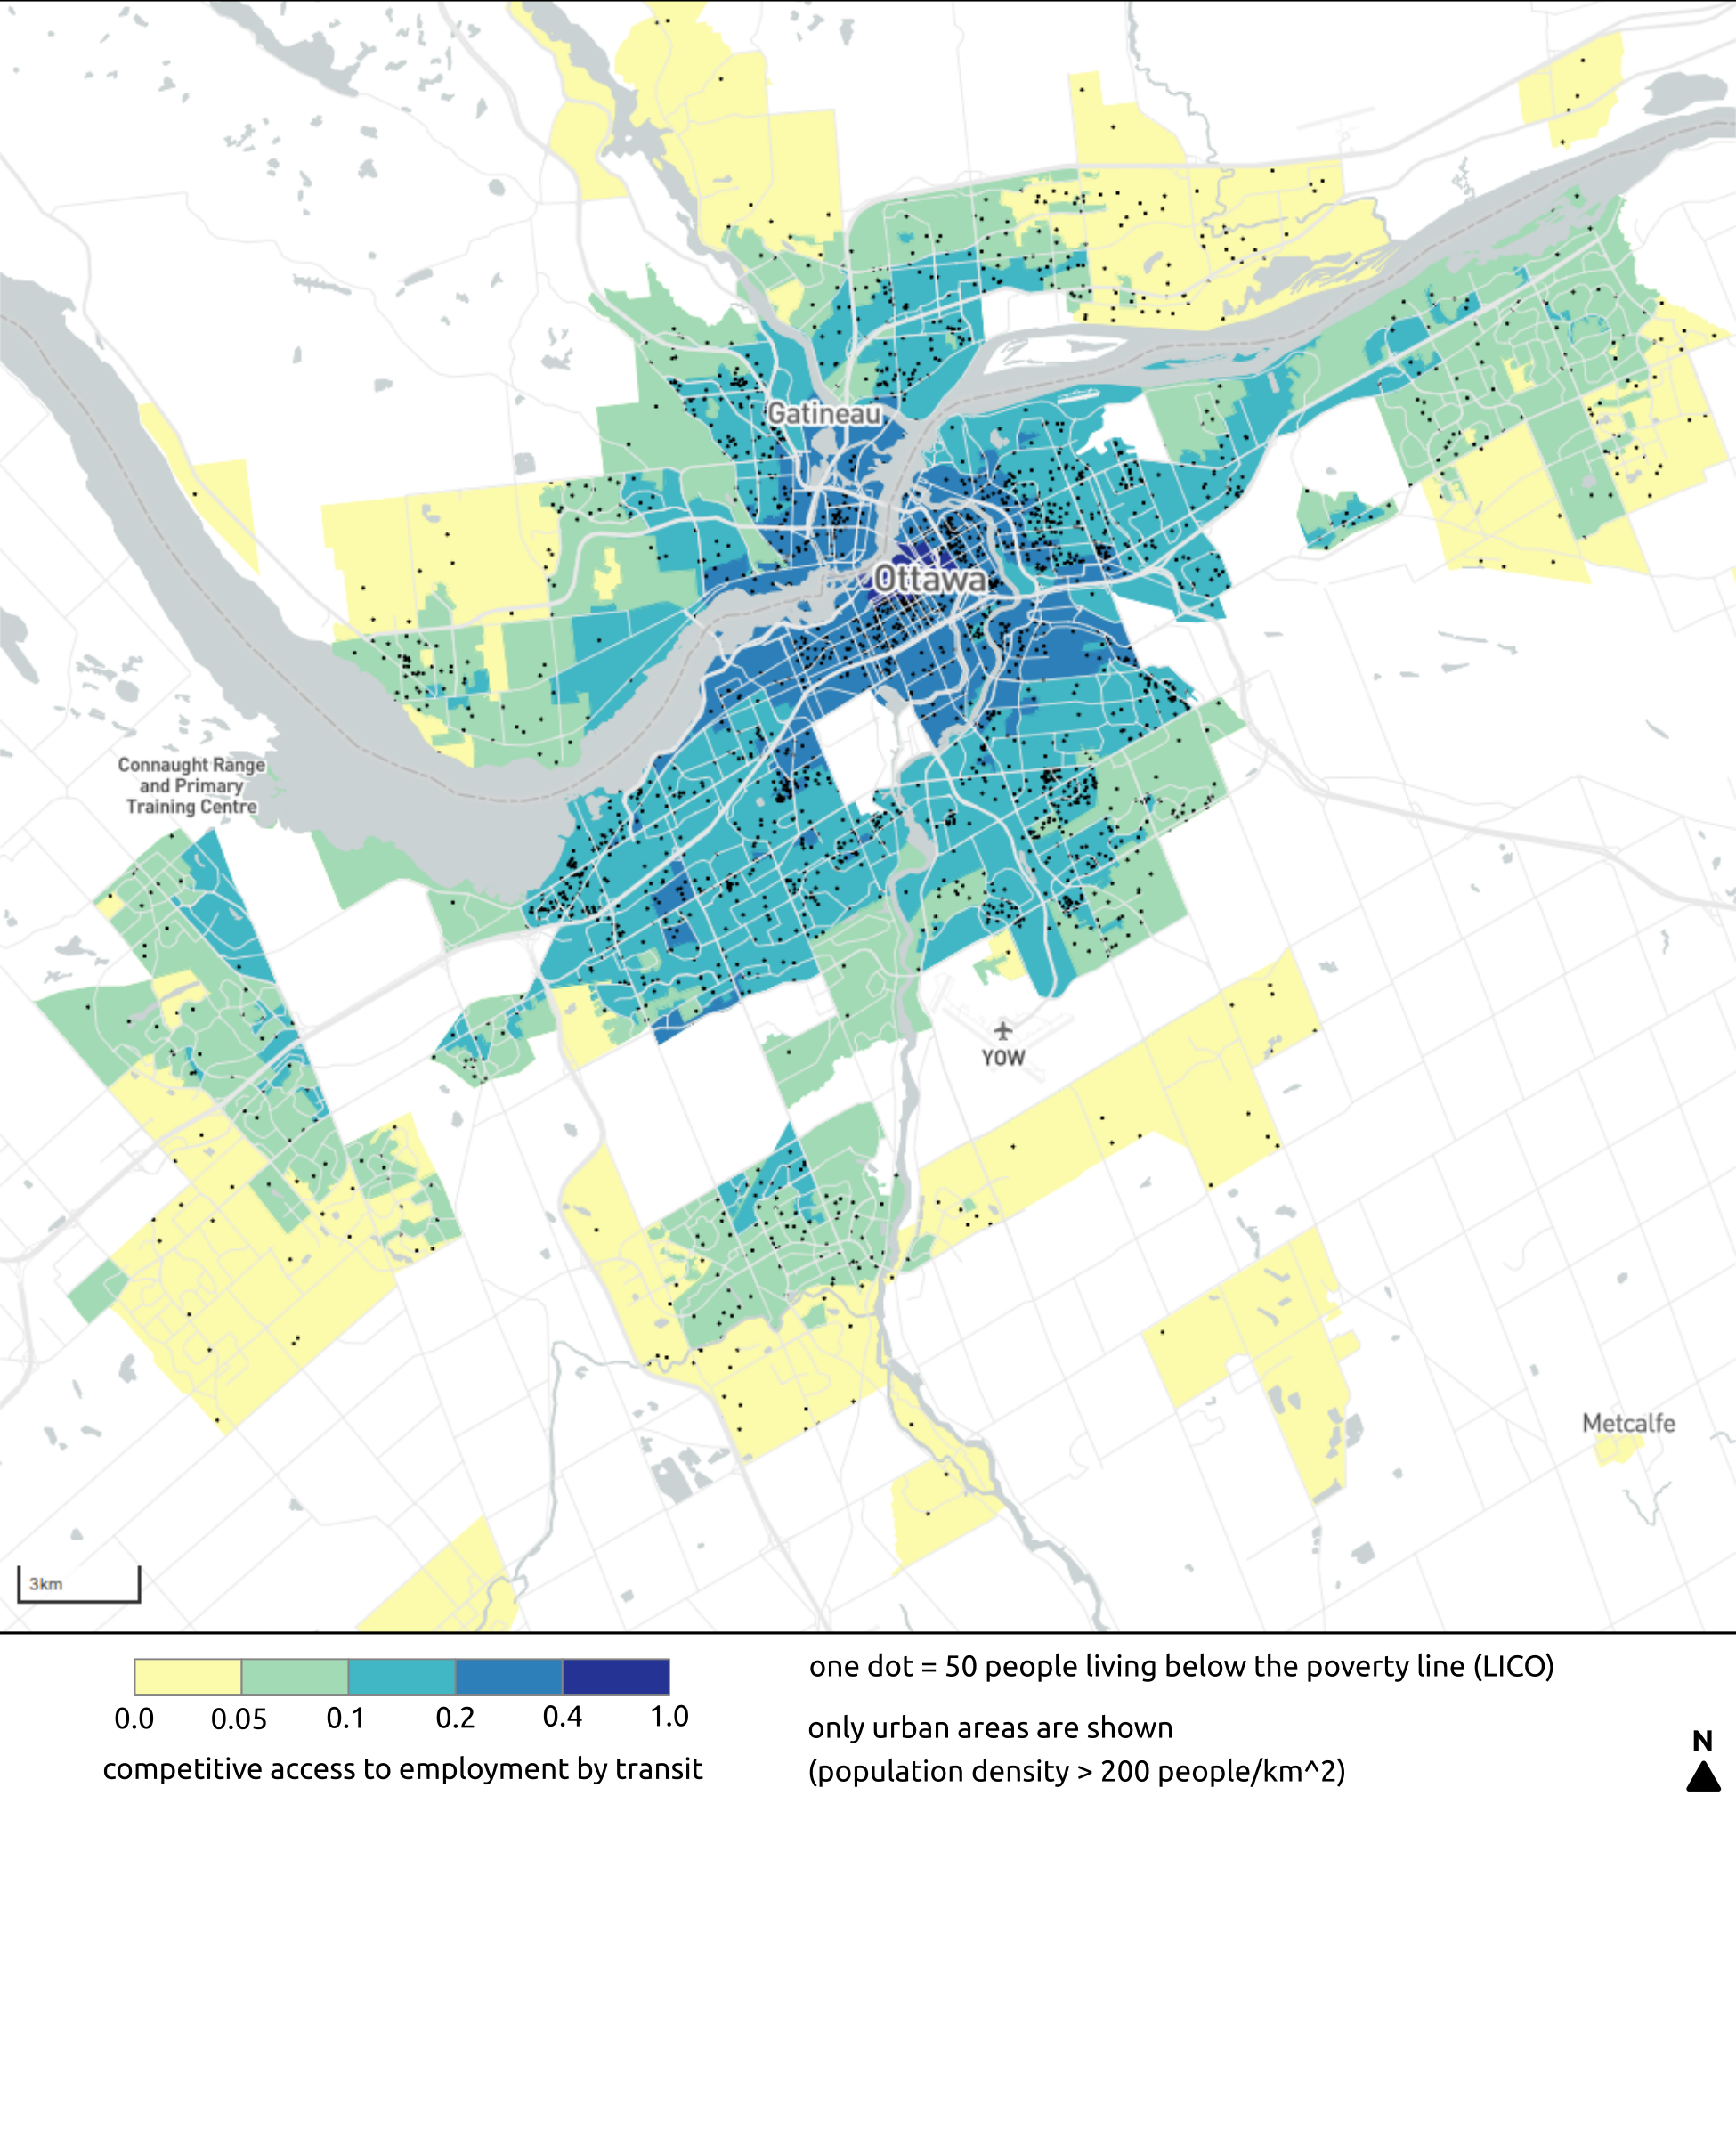 Gatineau
Ottawa
Connaught Range
and Primary
Training Centre
YOW
Metcalfe
3km
0.0 0.05 0.1 0.2 0.4 1.0
competitive access to employment by transit
one dot = 50 people living below the poverty line (LICO)
only urban areas are shown
(population density > 200 people/km^2)
N